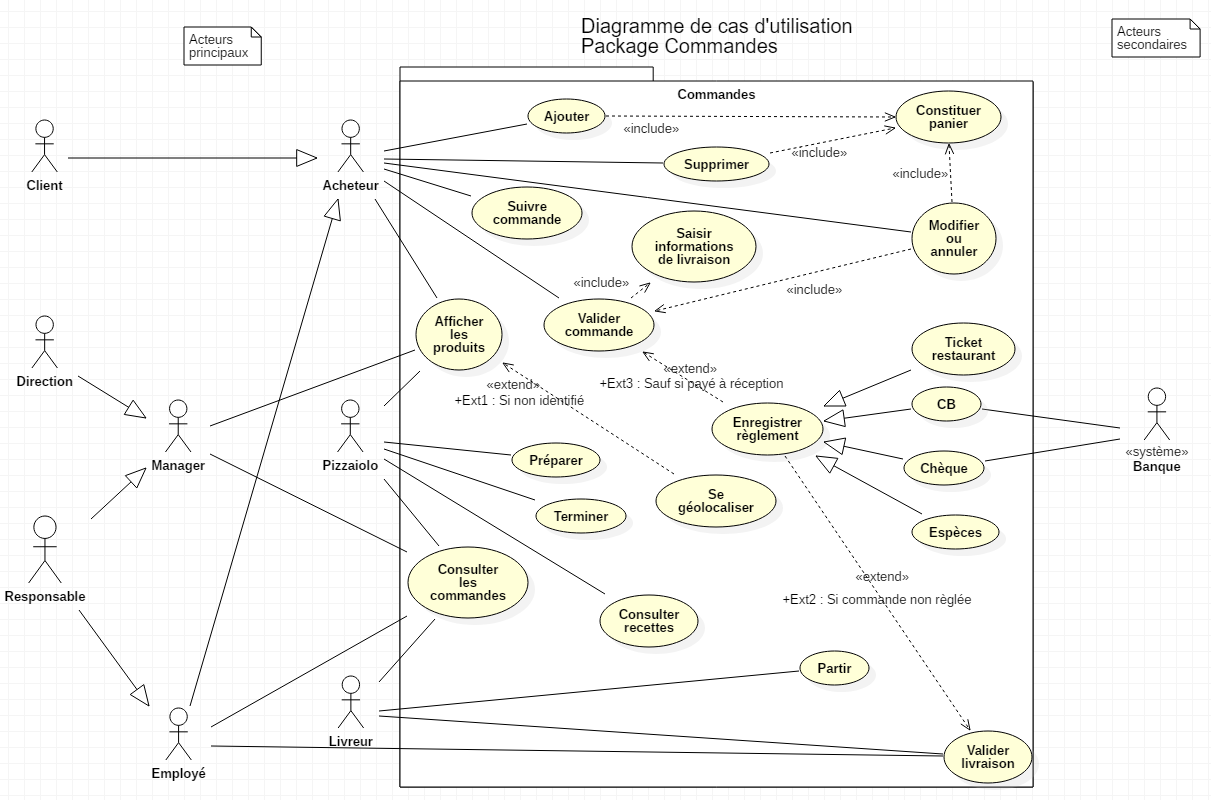 Diagramme de cas d'utilisation
Package Commandes
Acteurs
principaux
Acteurs
secondaires
Commandes
Ajouter
«include»
Constituer
panier
Supprimer
«include»
«include»
Client
Acheteur
Suivre
commande
Saisir
informations
de livraison
Modifier
ou
annuler
«include»
«include»
Afficher
les
produits
Valider
commande
Ticket
restaurant
Direction
«extend»
+Ext1 : Si non identifié
«extend»
+Ext3 : Sauf si payé à réception
CB
Enregistrer
règlement
Manager
Pizzaiolo
Préparer
Chèque
«système»
Banque
Se
géolocaliser
Terminer
Espèces
Responsable
Consulter
les
commandes
«extend»
+Ext2 : Si commande non règlée
Consulter
recettes
Partir
Livreur
Employé
Valider
livraison